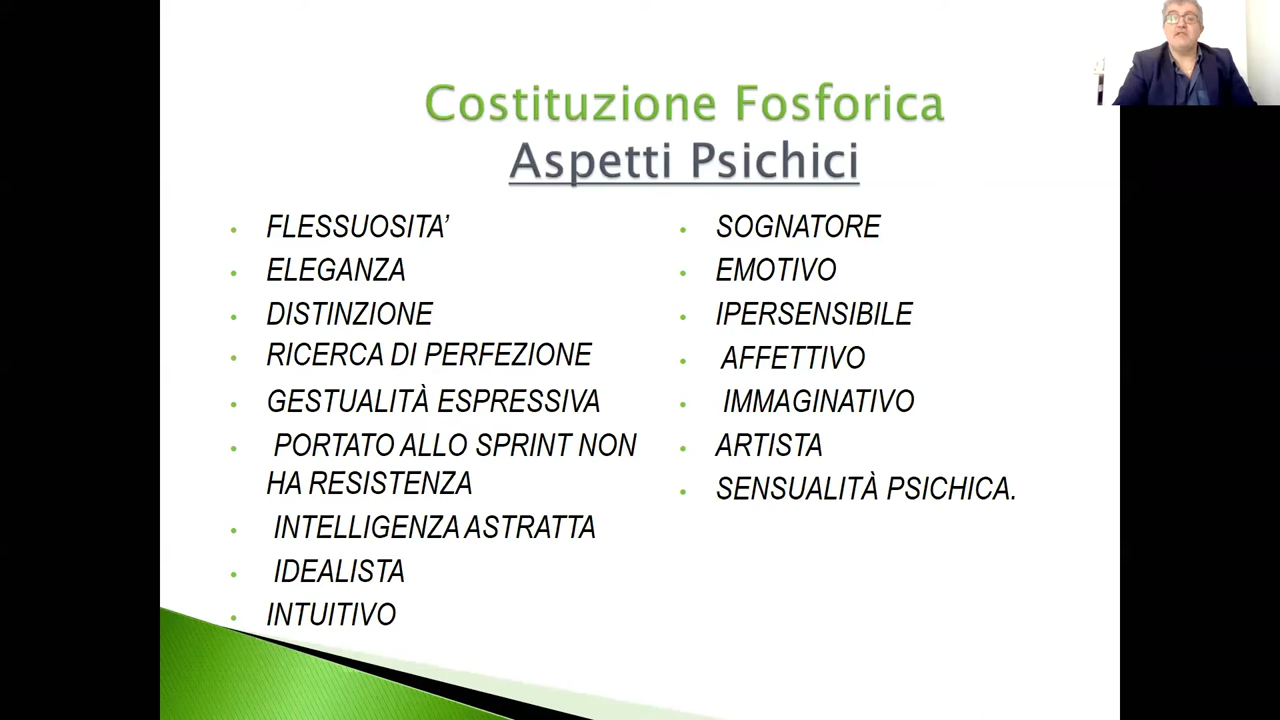 Costituzione Fosforica
Aspetti Psichici
• FLESSUOSITA’
• ELEGANZA
• DISTINZIONE
• RICERCA DI PERFEZIONE
• GESTUALITÀ ESPRESSIVA
• PORTATO ALLO SPRINT NON
HA RESISTENZA
• INTELLIGENZA ASTRATTA
• IDEALISTA
• INTUITIVO
• SOGNATORE
• EMOTIVO
• IPERSENSIBILE
• AFFETTIVO
• IMMAGINATIVO
• ARTISTA
• SENSUALITÀ PSICHICA.